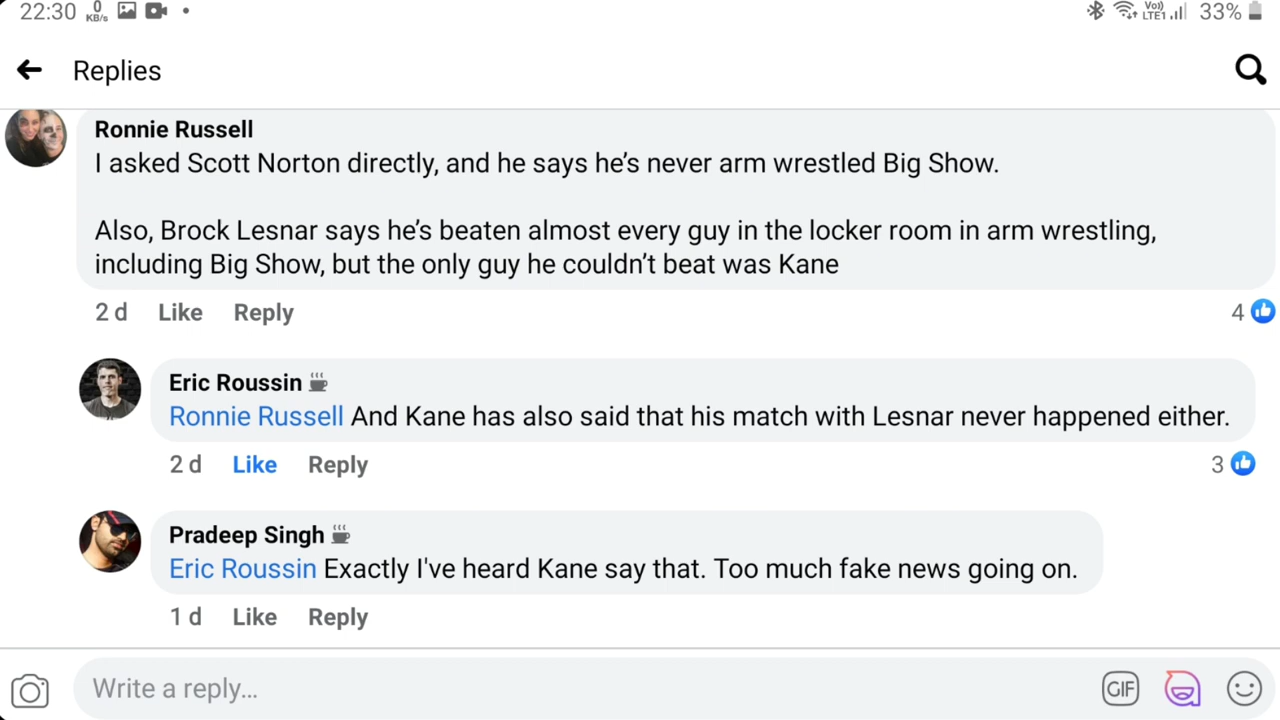 22:30 0 KB/s Vo)) LTE1 33%
Replies
Ronnie Russell
I asked Scott Norton directly, and he says he’s never arm wrestled Big Show.
Also, Brock Lesnar says he’s beaten almost every guy in the locker room in arm wrestling,
including Big Show, but the only guy he couldn’t beat was Kane
2 d Like Reply 4
Eric Roussin
Ronnie Russell And Kane has also said that his match with Lesnar never happened either.
2 d Like Reply 3
Pradeep Singh
Eric Roussin Exactly I've heard Kane say that. Too much fake news going on.
1 d Like Reply
Write a reply... GIF